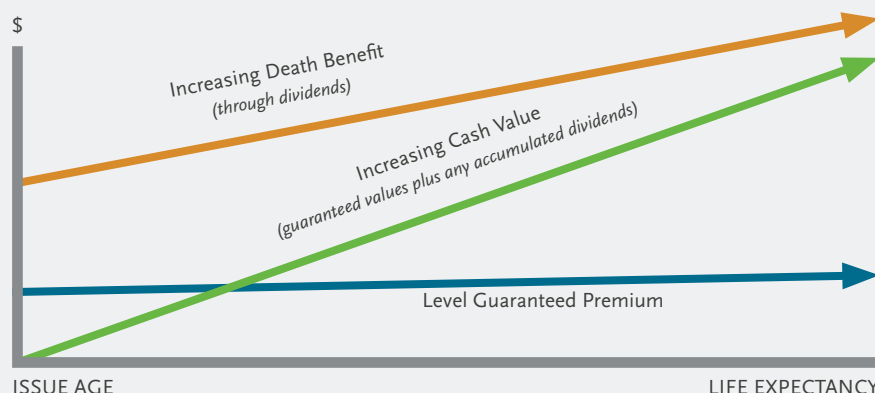 $
Increasing Death Benefit
(through dividends)
Increasing Cash Value
(guaranteed values plus any accumulated dividends)
Level Guaranteed Premium
ISSUE AGE
LIFE EXPECTANCY